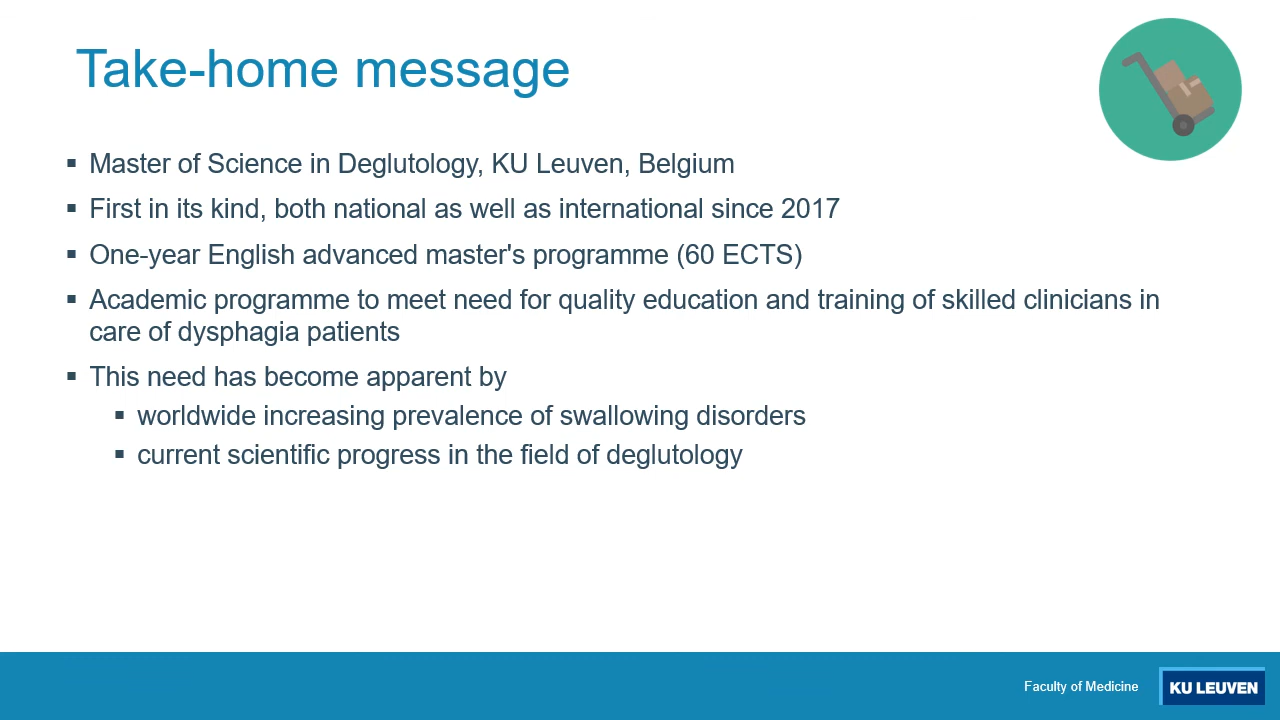 Take-home message
▪ Master of Science in Deglutology, KU Leuven, Belgium
▪ First in its kind, both national as well as international since 2017
▪ One-year English advanced master's programme (60 ECTS)
▪ Academic programme to meet need for quality education and training of skilled clinicians in
care of dysphagia patients
▪ This need has become apparent by
▪ worldwide increasing prevalence of swallowing disorders
▪ current scientific progress in the field of deglutology
Faculty of Medicine
KU LEUVEN